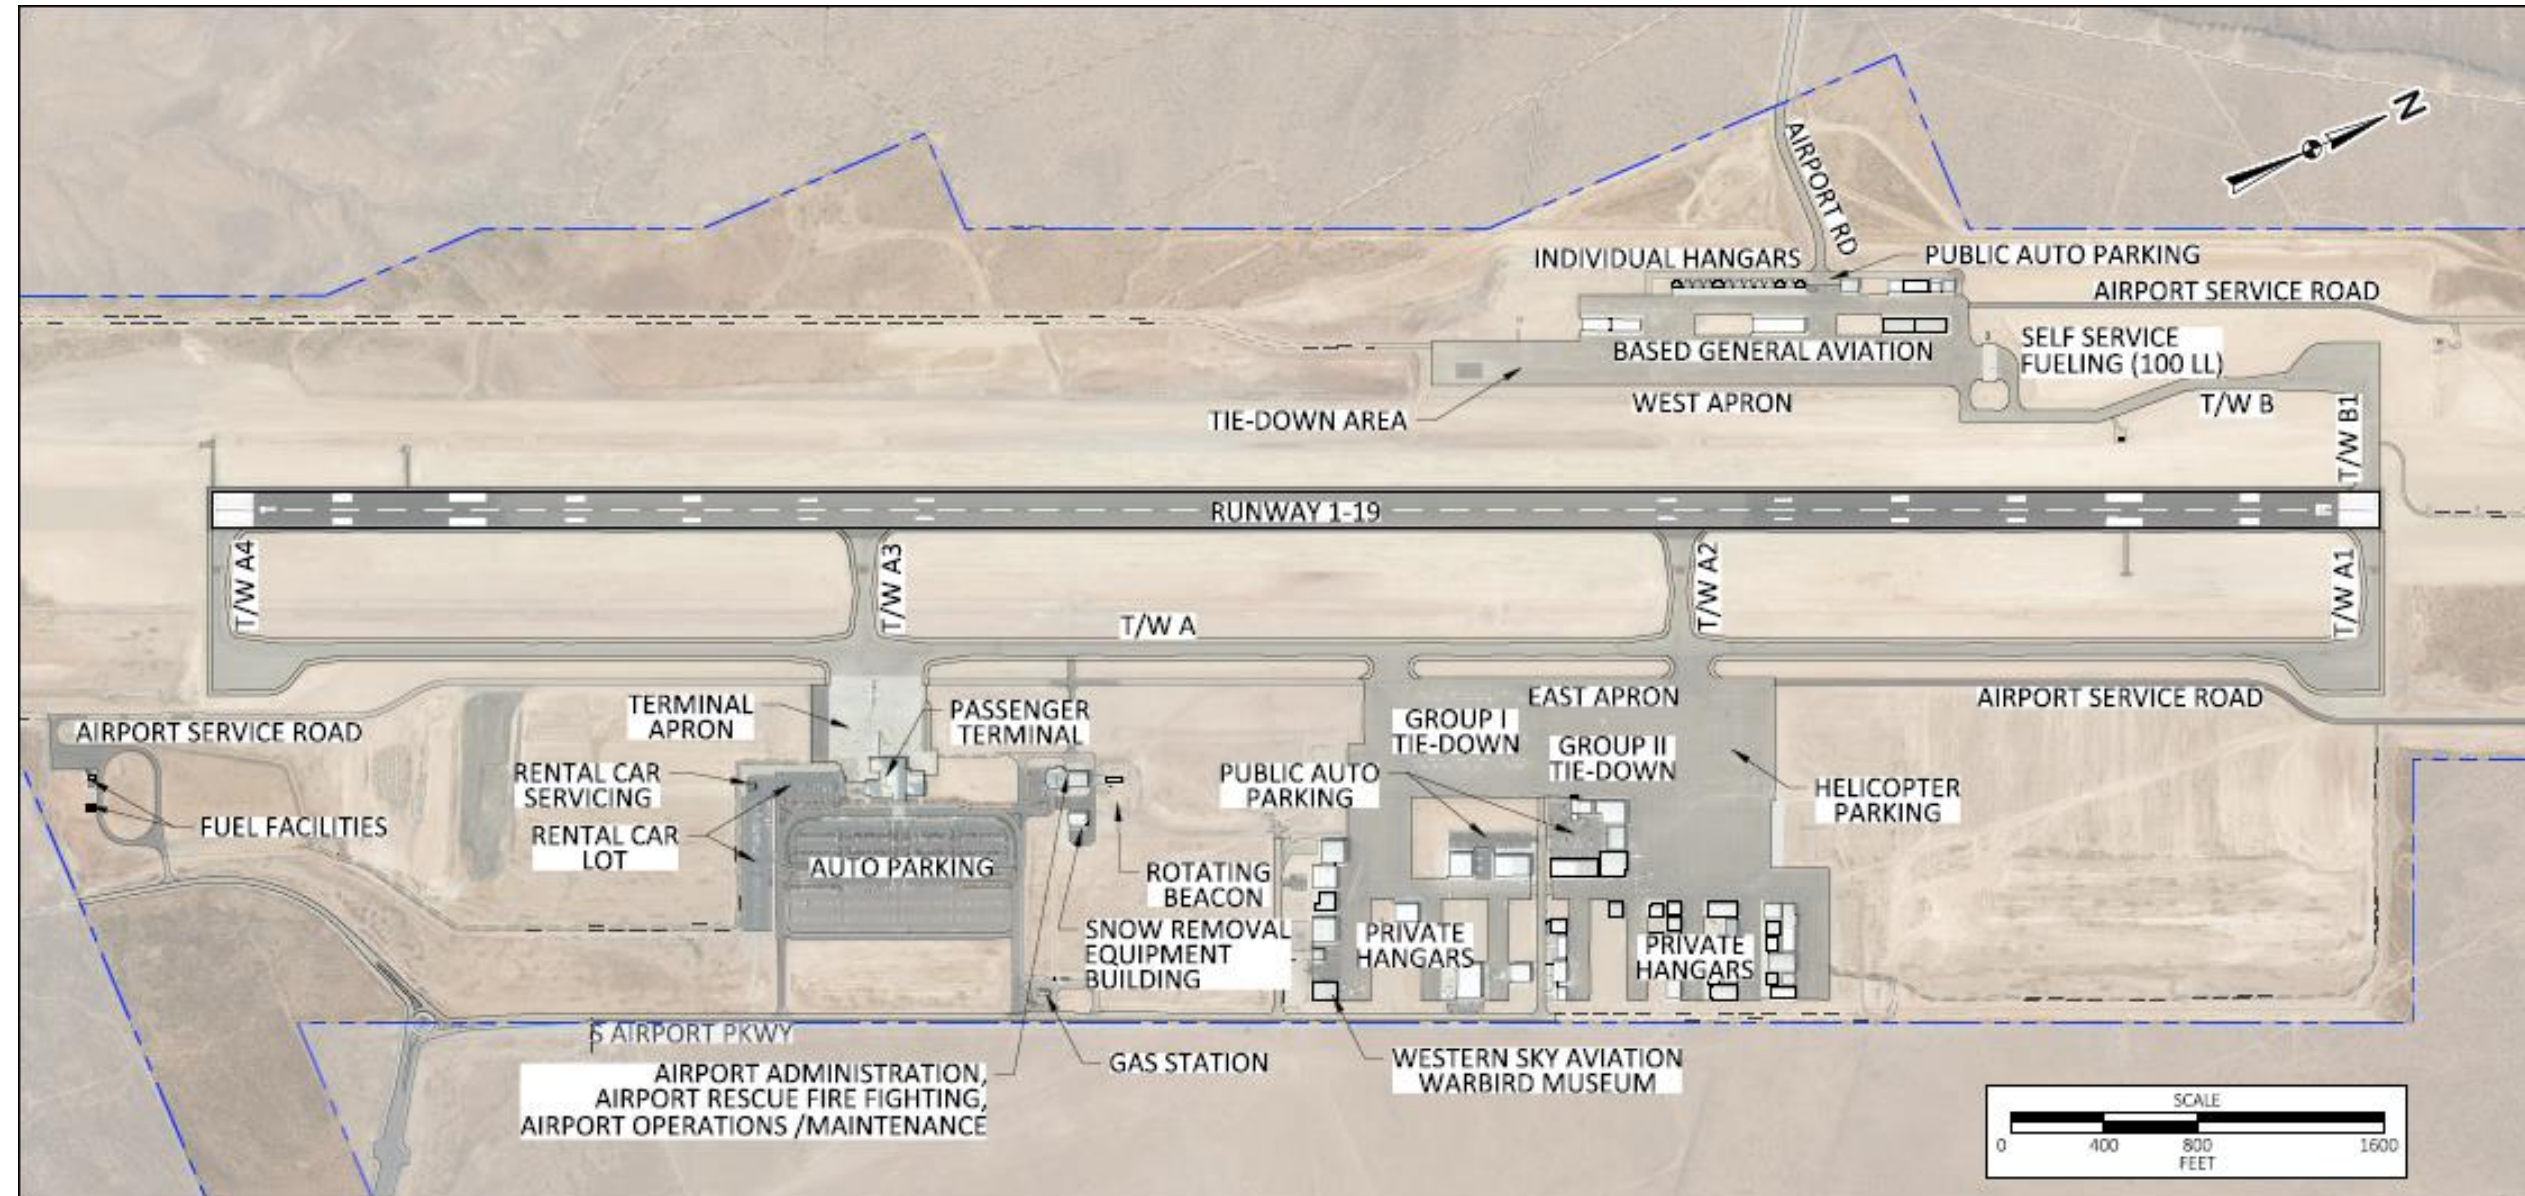 N
AIRPORT RD
INDIVIDUAL HANGARS
PUBLIC AUTO PARKING
AIRPORT SERVICE ROAD
SELF SERVICE
FUELING (100 LL)
BASED GENERAL AVIATION
WEST APRON
TIE-DOWN AREA
T/W B
T/W B1
RUNWAY 1-19
T/W A4
T/W A3
T/W A2
T/W A1
T/W A
TERMINAL
APRON
PASSENGER
TERMINAL
EAST APRON
AIRPORT SERVICE ROAD
GROUP I
TIE-DOWN
GROUP II
TIE-DOWN
AIRPORT SERVICE ROAD
RENTAL CAR
SERVICING
PUBLIC AUTO
PARKING
HELICOPTER
PARKING
FUEL FACILITIES
RENTAL CAR
LOT
AUTO PARKING
ROTATING
BEACON
SNOW REMOVAL
EQUIPMENT
BUILDING
PRIVATE
HANGARS
PRIVATE
HANGARS
S AIRPORT PKWY
GAS STATION
WESTERN SKY AVIATION
WARBIRD MUSEUM
AIRPORT ADMINISTRATION,
AIRPORT RESCUE FIRE FIGHTING,
AIRPORT OPERATIONS /MAINTENANCE
SCALE
0 400 800 1600
FEET